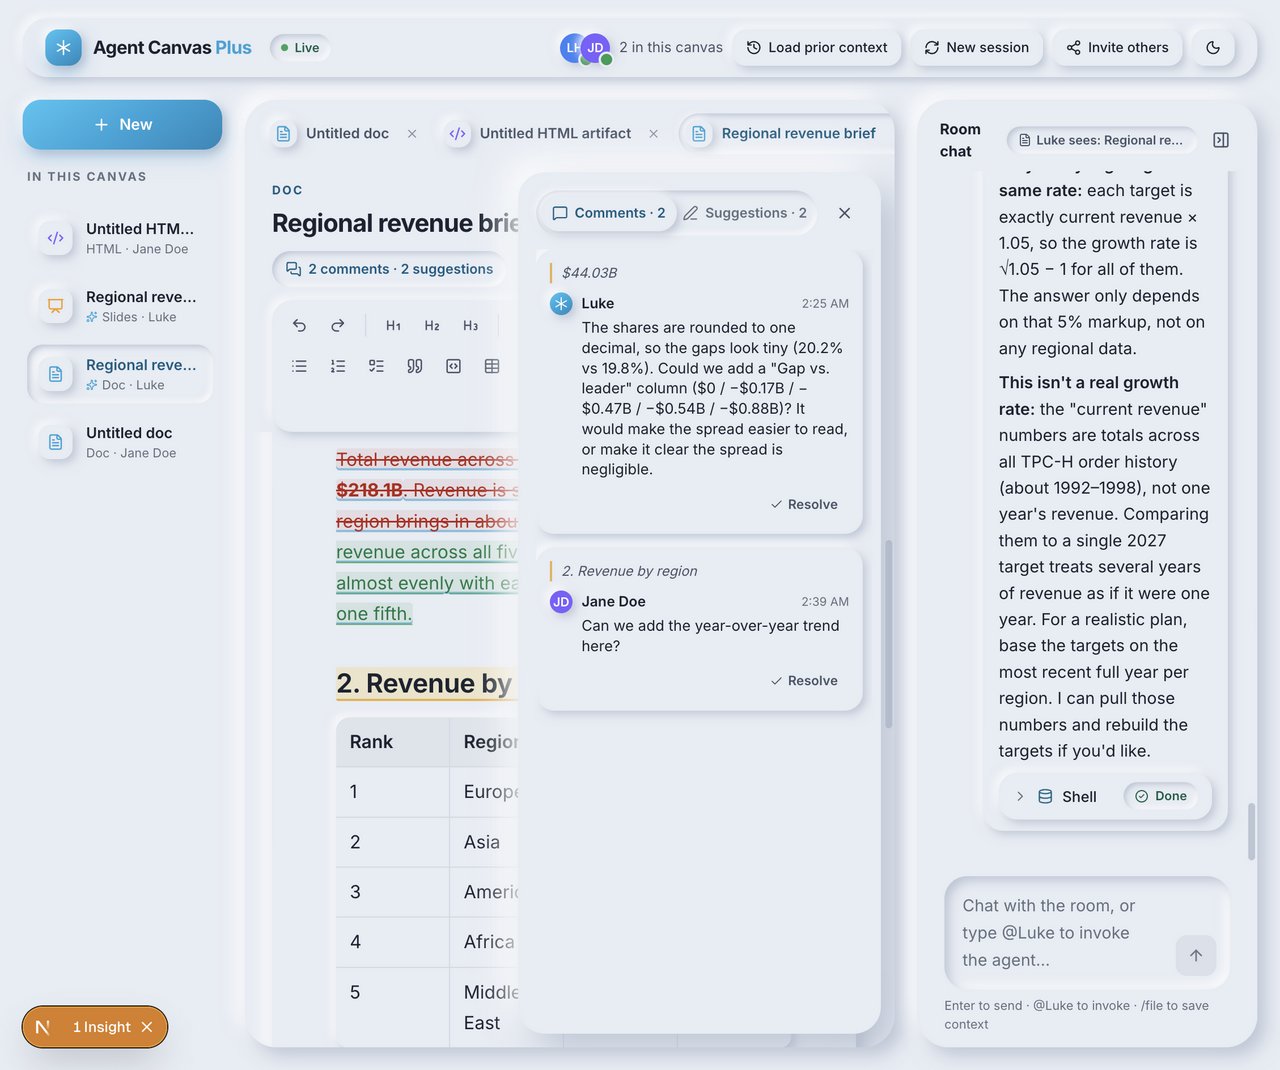 Agent Canvas Plus
Live
LH JD 2 in this canvas
Load prior context
New session
Invite others
New
IN THIS CANVAS
Untitled HTM...
HTML · Jane Doe
Regional reve...
Slides · Luke
Regional reve...
Doc · Luke
Untitled doc
Doc · Jane Doe
1 Insight
Untitled doc
Untitled HTML artifact
Regional revenue brief
DOC
Regional revenue brie
2 comments · 2 suggestions
H1 H2 H3
Total revenue across
$218.1B. Revenue is s
region brings in abou
revenue across all fiv
almost evenly with ea
one fifth.
2. Revenue by
Rank Region
1 Europe
2 Asia
3 Americ
4 Africa
5 Middle
East
Comments · 2
Suggestions · 2
$44.03B
Luke 2:25 AM
The shares are rounded to one
decimal, so the gaps look tiny (20.2%
vs 19.8%). Could we add a "Gap vs.
leader" column ($0 / −$0.17B / −
$0.47B / −$0.54B / −$0.88B)? It
would make the spread easier to read,
or make it clear the spread is
negligible.
Resolve
2. Revenue by region
JD Jane Doe 2:39 AM
Can we add the year-over-year trend
here?
Resolve
Room
chat
Luke sees: Regional re...
same rate: each target is
exactly current revenue ×
1.05, so the growth rate is
√1.05 − 1 for all of them.
The answer only depends
on that 5% markup, not on
any regional data.
This isn't a real growth
rate: the "current revenue"
numbers are totals across
all TPC-H order history
(about 1992–1998), not one
year's revenue. Comparing
them to a single 2027
target treats several years
of revenue as if it were one
year. For a realistic plan,
base the targets on the
most recent full year per
region. I can pull those
numbers and rebuild the
targets if you'd like.
Shell
Done
Chat with the room, or
type @Luke to invoke
the agent...
Enter to send · @Luke to invoke · /file to save
context